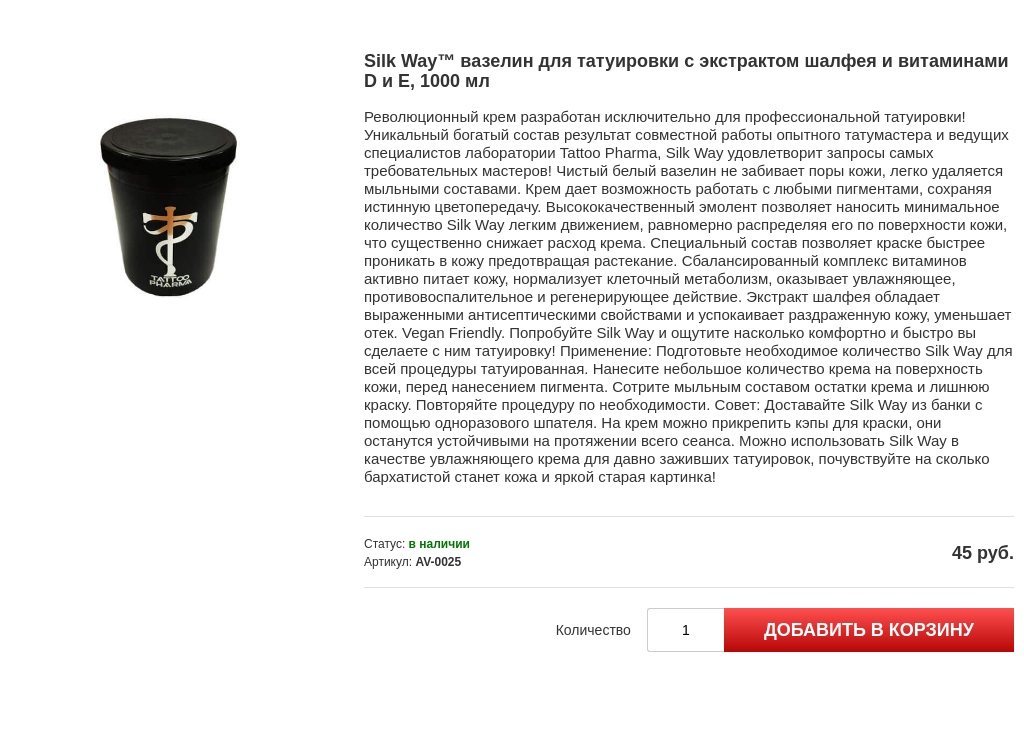 Silk Way™ вазелин для татуировки с экстрактом шалфея и витаминами
D и Е, 1000 мл
Революционный крем разработан исключительно для профессиональной татуировки!
Уникальный богатый состав результат совместной работы опытного татумастера и ведущих
специалистов лаборатории Tattoo Pharma, Silk Way удовлетворит запросы самых
требовательных мастеров! Чистый белый вазелин не забивает поры кожи, легко удаляется
мыльными составами. Крем дает возможность работать с любыми пигментами, сохраняя
истинную цветопередачу. Высококачественный эмолент позволяет наносить минимальное
количество Silk Way легким движением, равномерно распределяя его по поверхности кожи,
что существенно снижает расход крема. Специальный состав позволяет краске быстрее
проникать в кожу предотвращая растекание. Сбалансированный комплекс витаминов
активно питает кожу, нормализует клеточный метаболизм, оказывает увлажняющее,
противовоспалительное и регенерирующее действие. Экстракт шалфея обладает
выраженными антисептическими свойствами и успокаивает раздраженную кожу, уменьшает
отек. Vegan Friendly. Попробуйте Silk Way и ощутите насколько комфортно и быстро вы
сделаете с ним татуировку! Применение: Подготовьте необходимое количество Silk Way для
всей процедуры татуированная. Нанесите небольшое количество крема на поверхность
кожи, перед нанесением пигмента. Сотрите мыльным составом остатки крема и лишнюю
краску. Повторяйте процедуру по необходимости. Совет: Доставайте Silk Way из банки с
помощью одноразового шпателя. На крем можно прикрепить кэпы для краски, они
останутся устойчивыми на протяжении всего сеанса. Можно использовать Silk Way в
качестве увлажняющего крема для давно заживших татуировок, почувствуйте на сколько
бархатистой станет кожа и яркой старая картинка!
TATTOO
PHARMA
Статус: в наличии
Артикул: AV-0025
45 руб.
Количество
1
ДОБАВИТЬ В КОРЗИНУ